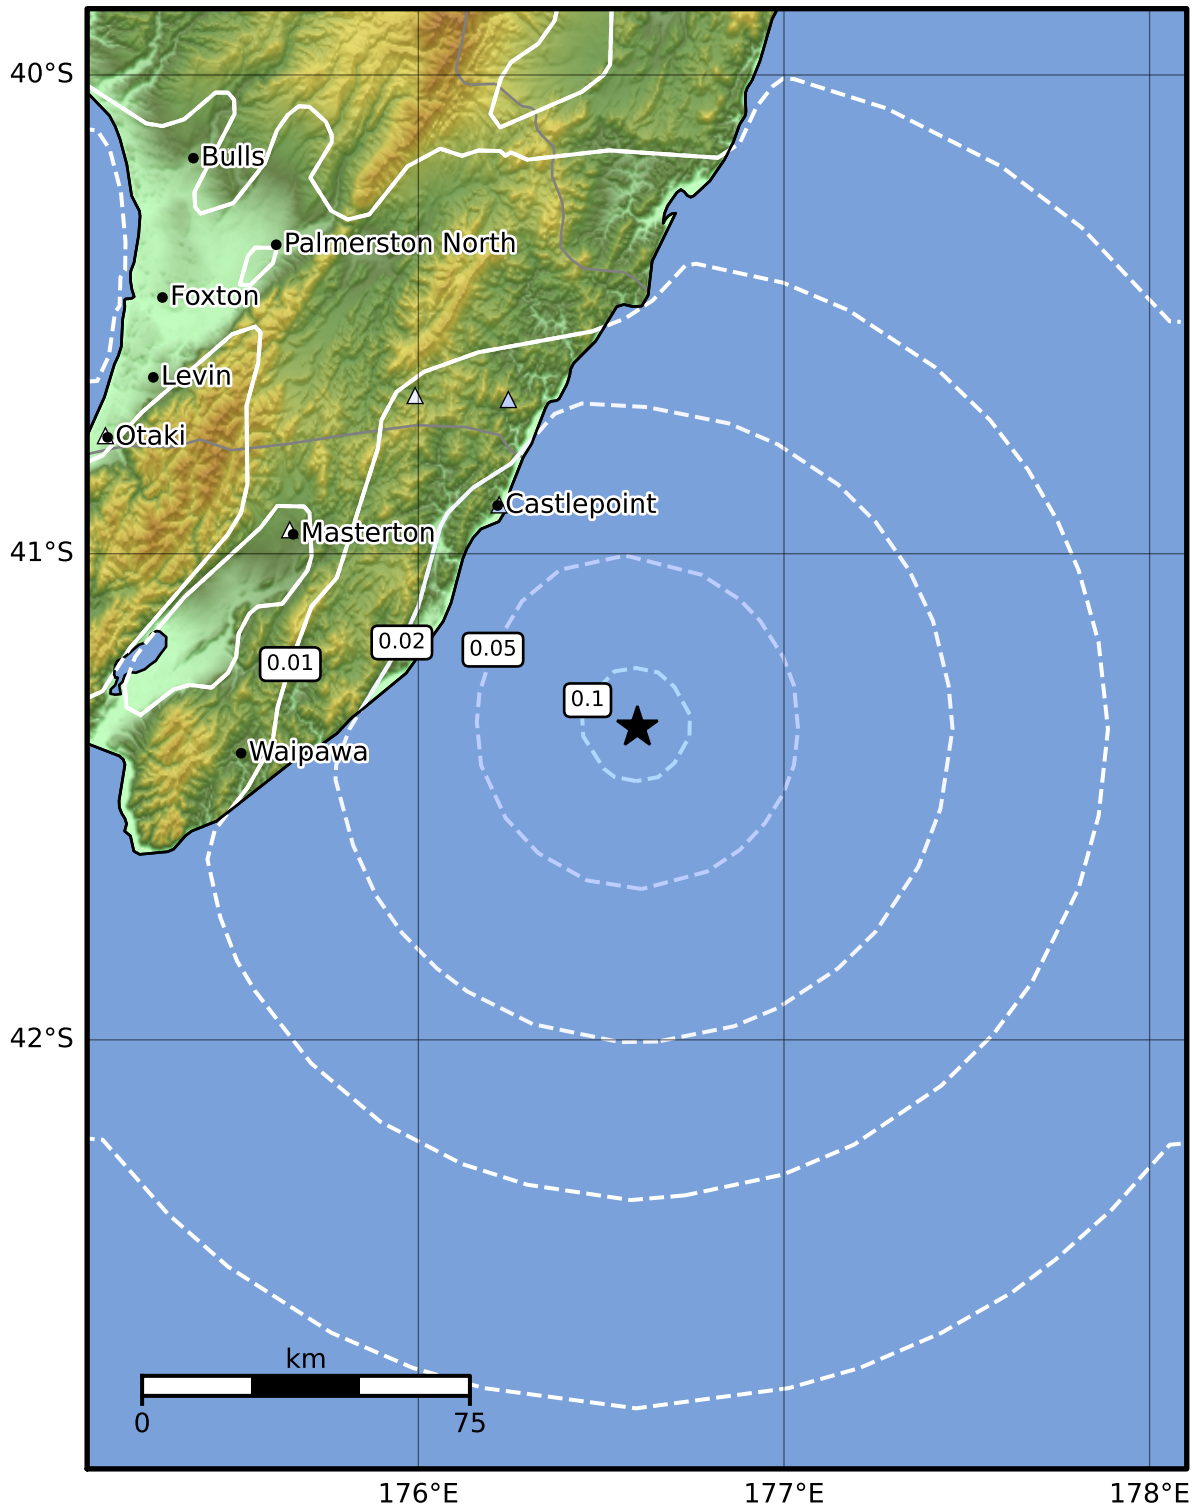 40°S
Bulls
Palmerston North
Foxton
Levin
Otaki
Castlepoint
Masterton
41°S
0.02
0.05
0.01
0.1
Waipawa
42°S
km
0 75
176°E 177°E 178°E